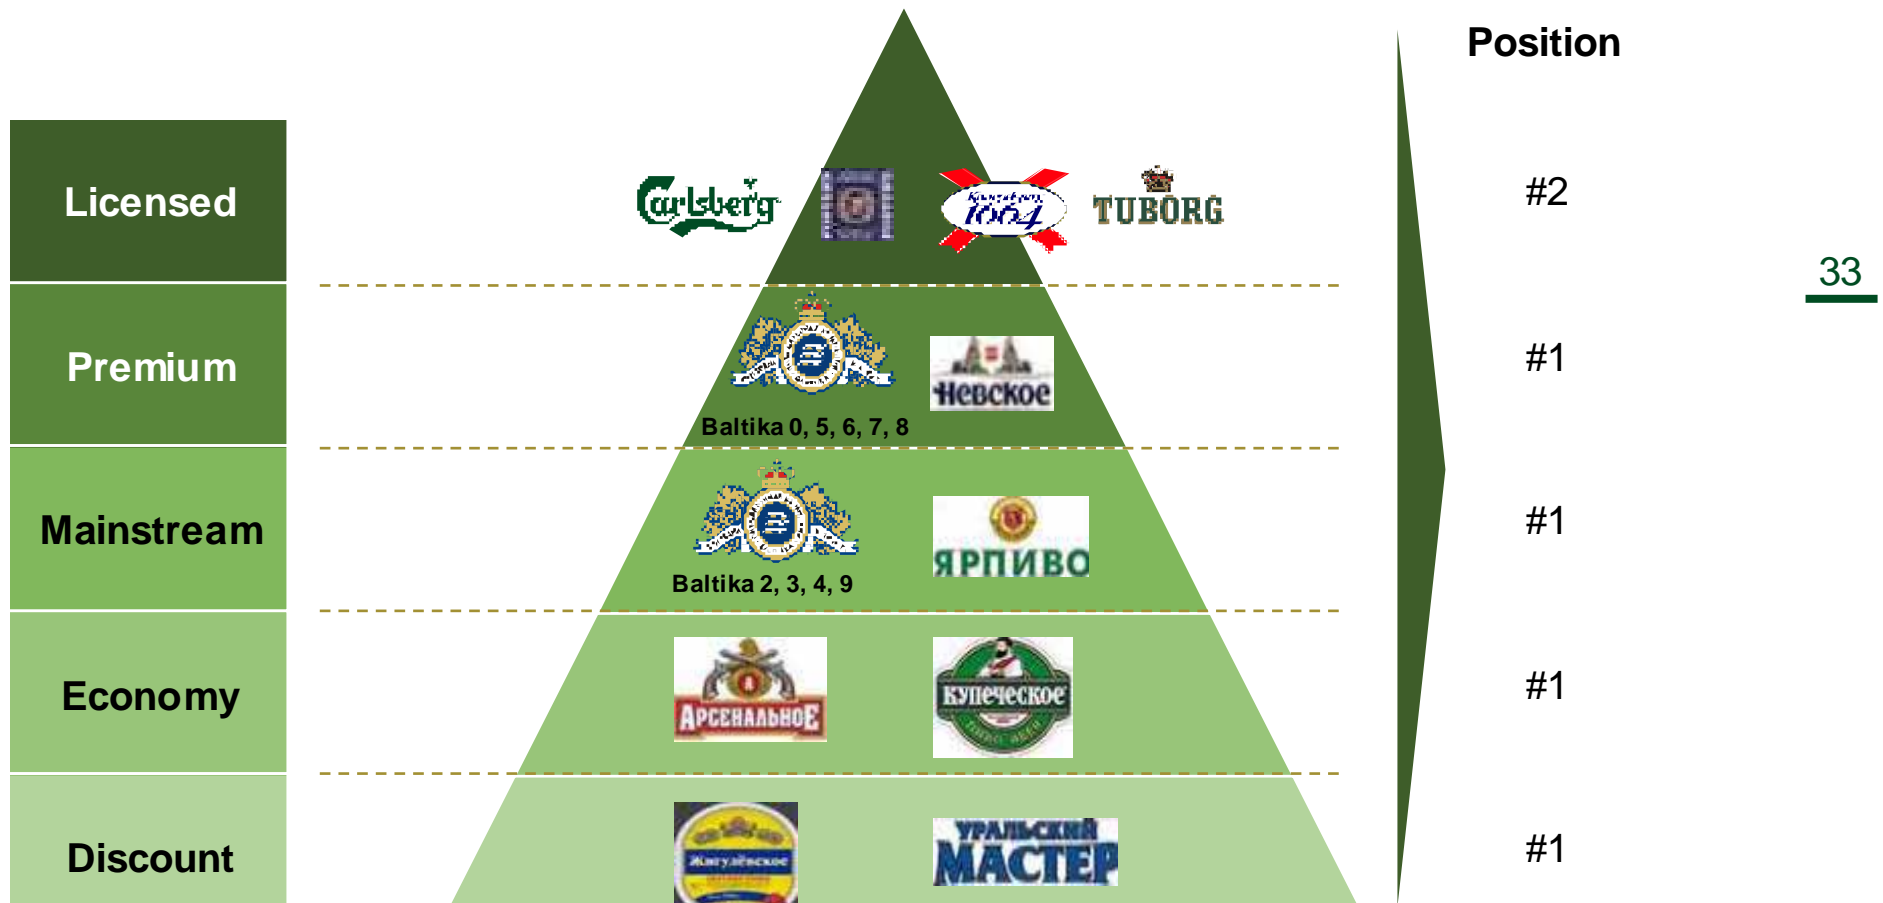 Position
Licensed
Carlsberg
Kronenbourg
1664
TUBORG
#2
33
Premium
Невское
#1
Baltika 0, 5, 6, 7, 8
Mainstream
ЯРПИВО
#1
Baltika 2, 3, 4, 9
Economy
АРСЕНАЛЬНОЕ
КУПЕЧЕСКОЕ
#1
Discount
Жигулёвское
УРАЛЬСКИЙ
МАСТЕР
#1